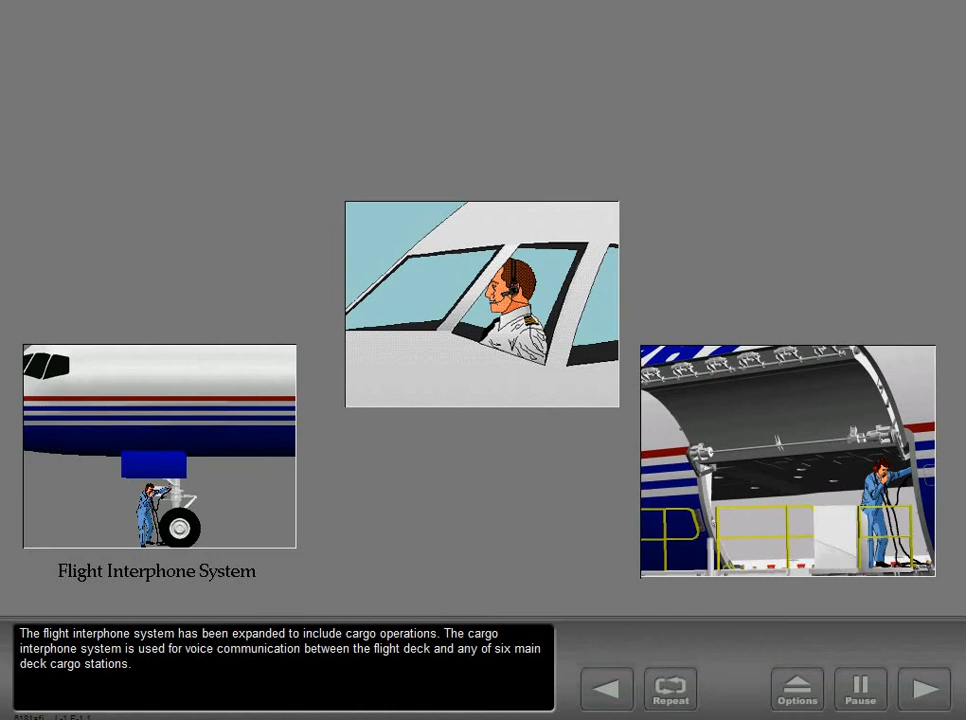 Flight Interphone System
The flight interphone system has been expanded to include cargo operations. The cargo
interphone system is used for voice communication between the flight deck and any of six main
deck cargo stations.
Repeat
Options
Pause